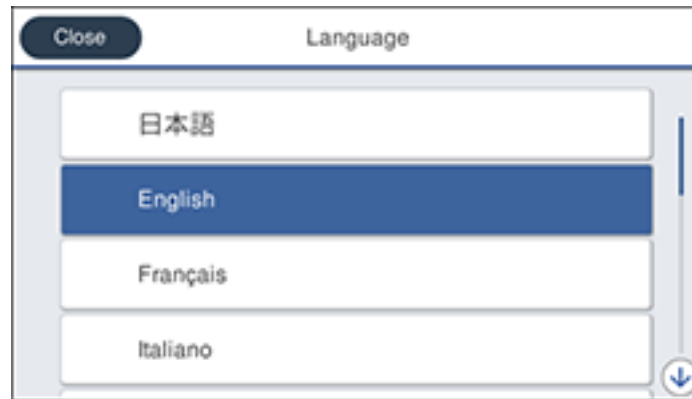 Close
Language
日本語
English
Français
Italiano